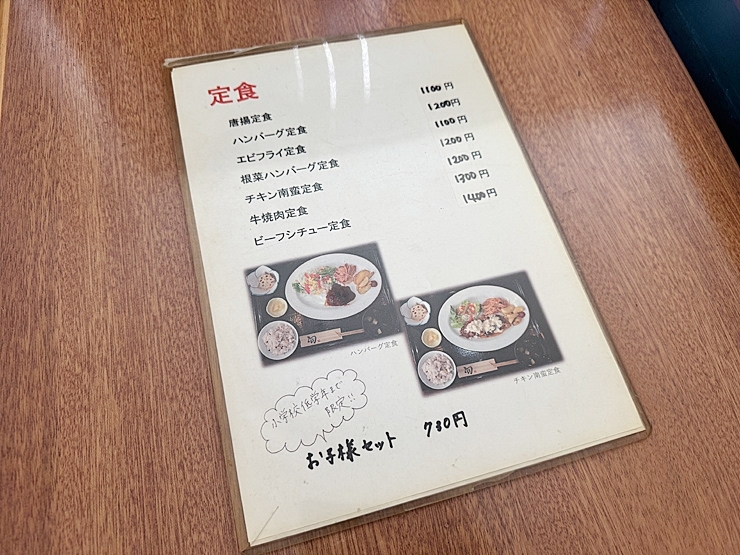 定食
唐揚定食 1100円
ハンバーグ定食 1200円
エビフライ定食 1100円
根菜ハンバーグ定食 1200円
チキン南蛮定食 1200円
牛焼肉定食 1300円
ビーフシチュー定食 1400円
旬
旬
ハンバーグ定食
チキン南蛮定食
小学校低学年まで
限定!!
お子様セット 780円